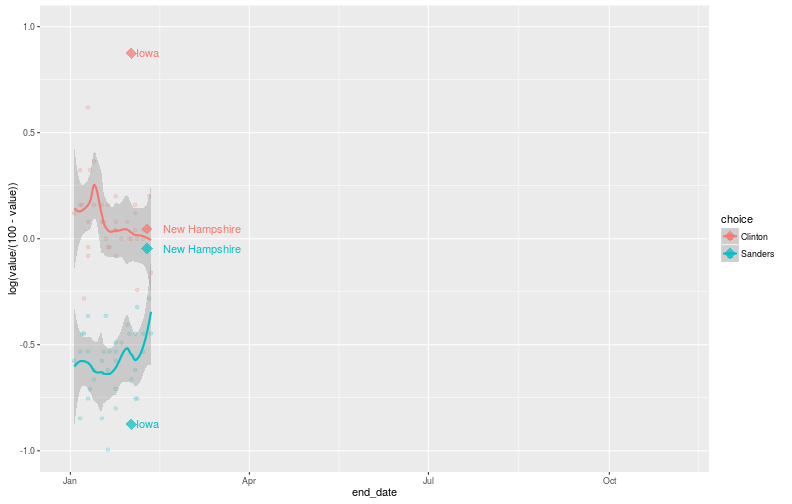 1.0
Iowa
0.5
New Hampshire
0.0
New Hampshire
-0.5
Iowa
-1.0
log(value/(100 - value))
Jan
Apr
Jul
Oct
end_date
choice
Clinton
Sanders